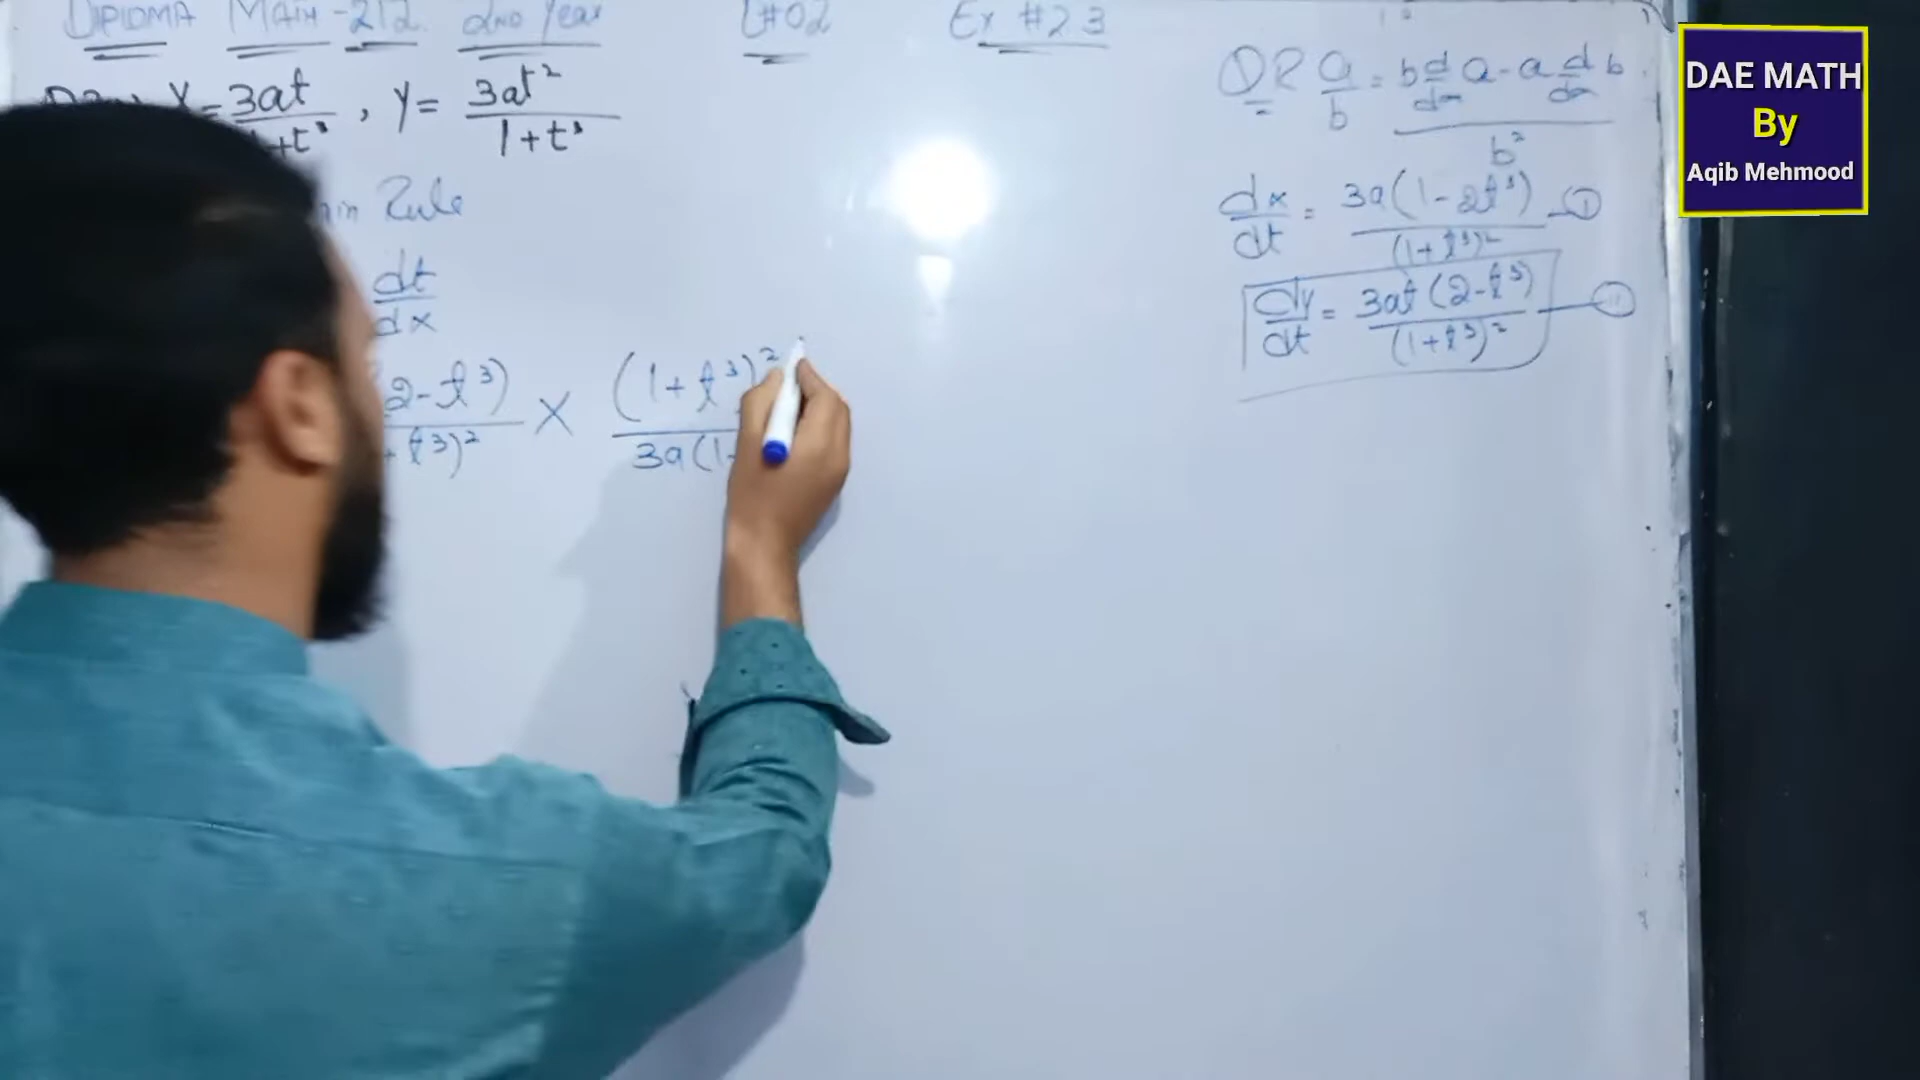 DIPLOMA MATH-212 2ND Year L#02 Ex #2.3
x = 3at / 1+t³ , y = 3at² / 1+t³
Rule
dt / dx
2-t³) / t³)² × (1+t³)² / 3a(1-
QR a/b = b d/dx a - a d/dx b / b²
dx/dt = 3a(1-2t³) / (1+t³)² — ①
dy/dt = 3at(2-t³) / (1+t³)² — ②
DAE MATH
By
Aqib Mehmood